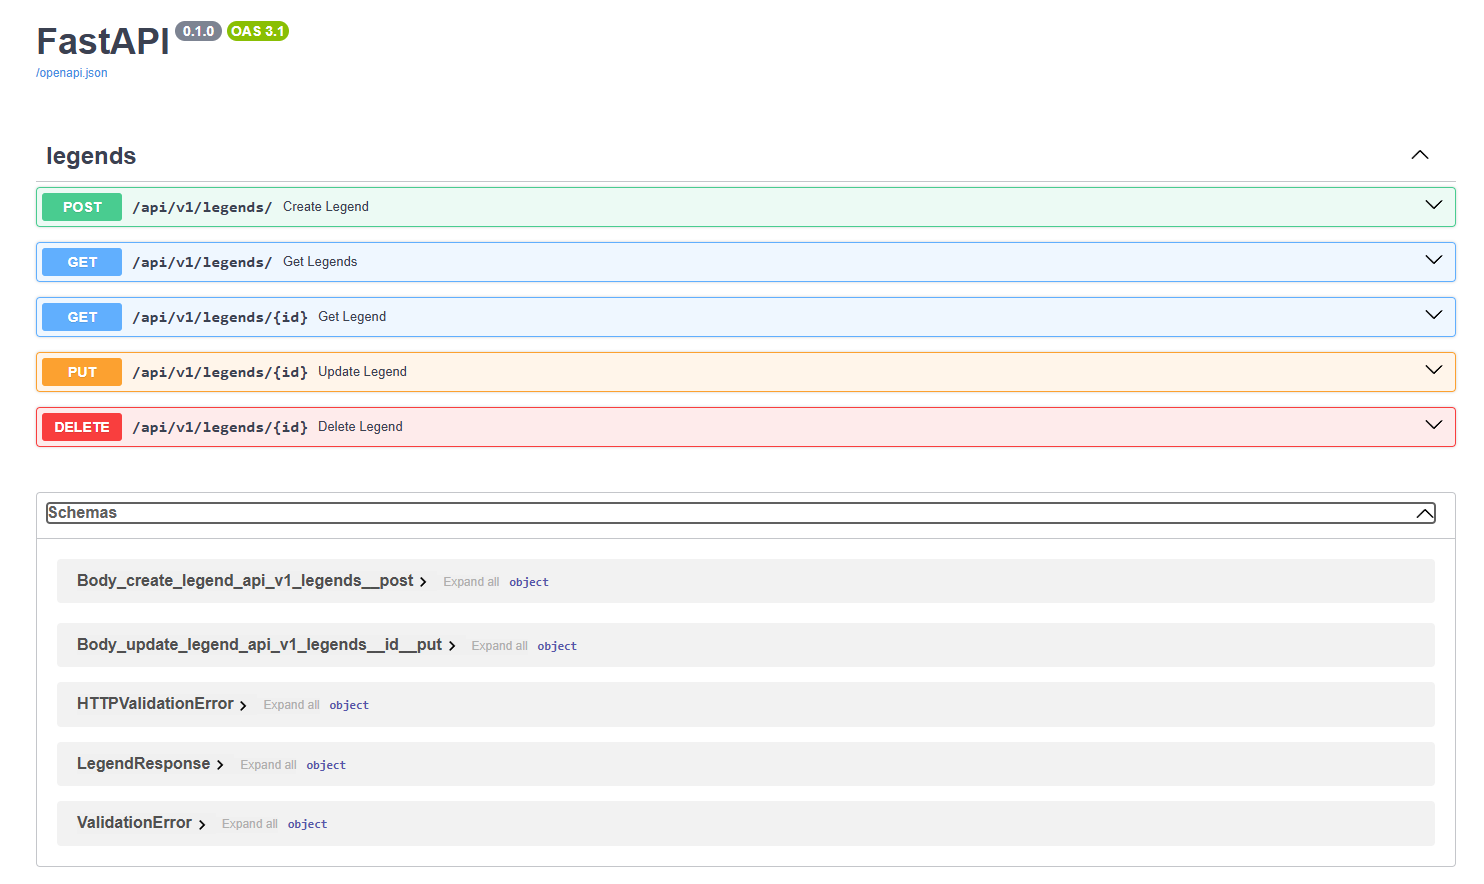 FastAPI 0.1.0 OAS 3.1
/openapi.json
legends
POST /api/v1/legends/ Create Legend
GET /api/v1/legends/ Get Legends
GET /api/v1/legends/{id} Get Legend
PUT /api/v1/legends/{id} Update Legend
DELETE /api/v1/legends/{id} Delete Legend
Schemas
Body_create_legend_api_v1_legends__post Expand all object
Body_update_legend_api_v1_legends__id__put Expand all object
HTTPValidationError Expand all object
LegendResponse Expand all object
ValidationError Expand all object